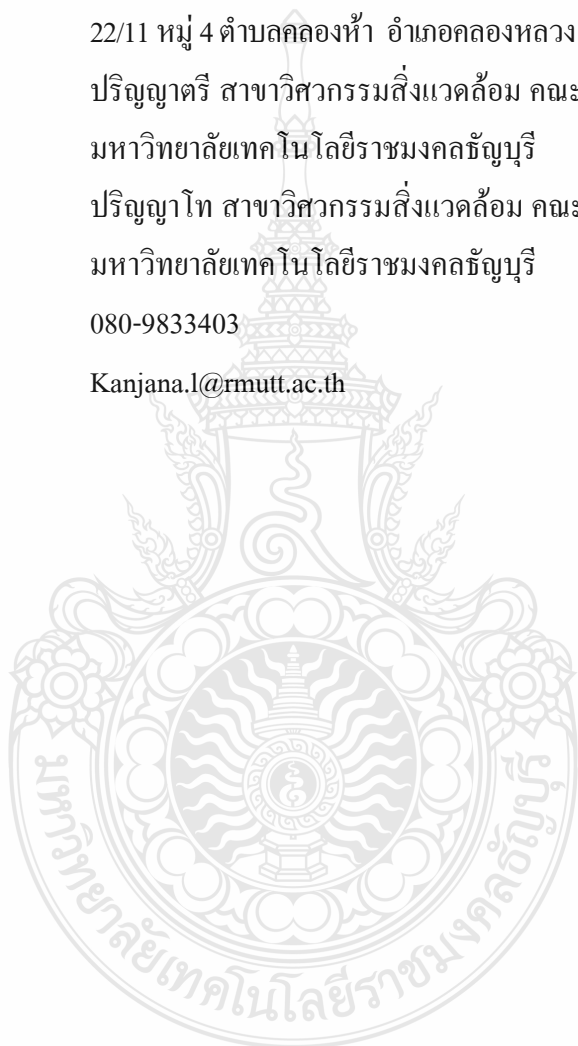 22/11 หมู่ 4 ตำบลคลองห้า อำเภอคลองหลวง
ปริญญาตรี สาขาวิศวกรรมสิ่งแวดล้อม คณะ
มหาวิทยาลัยเทคโนโลยีราชมงคลธัญบุรี
ปริญญาโท สาขาวิศวกรรมสิ่งแวดล้อม คณะ
มหาวิทยาลัยเทคโนโลยีราชมงคลธัญบุรี
080-9833403
Kanjana.l@rmutt.ac.th
มหาวิทยาลัยเทคโนโลยีราชมงคลธัญบุรี